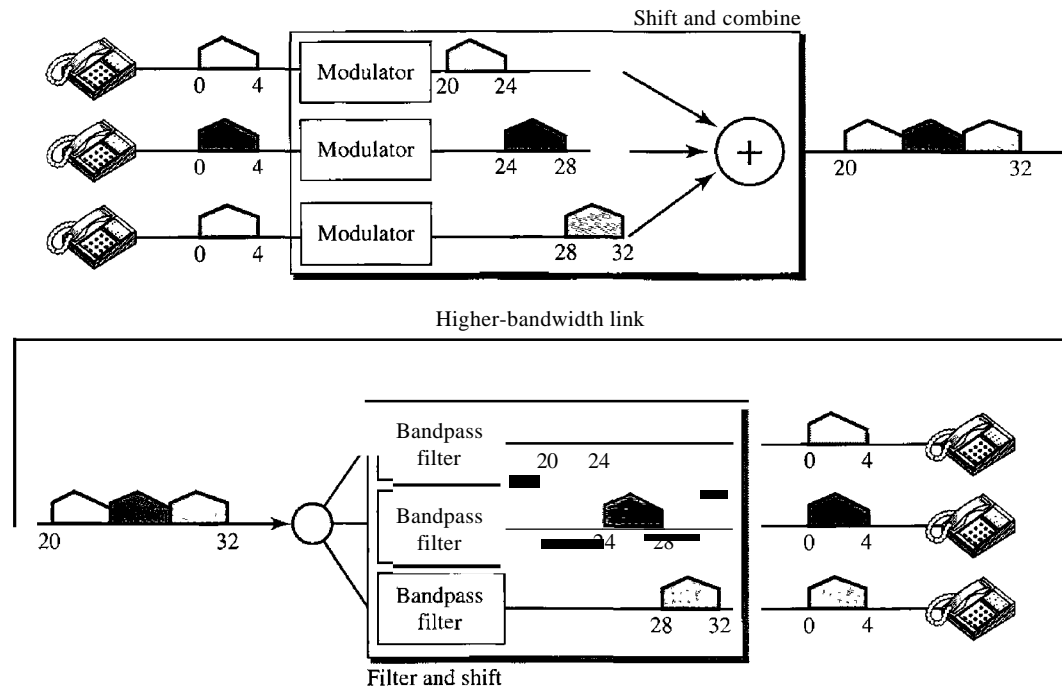 Shift and combine
Modulator
0 4
20 24
Modulator
0 4
24 28
+
20 32
Modulator
0 4
28 32
Higher-bandwidth link
Bandpass
filter
20 24
0 4
Bandpass
filter
20 32
24 28
0 4
Bandpass
filter
28 32
0 4
Filter and shift